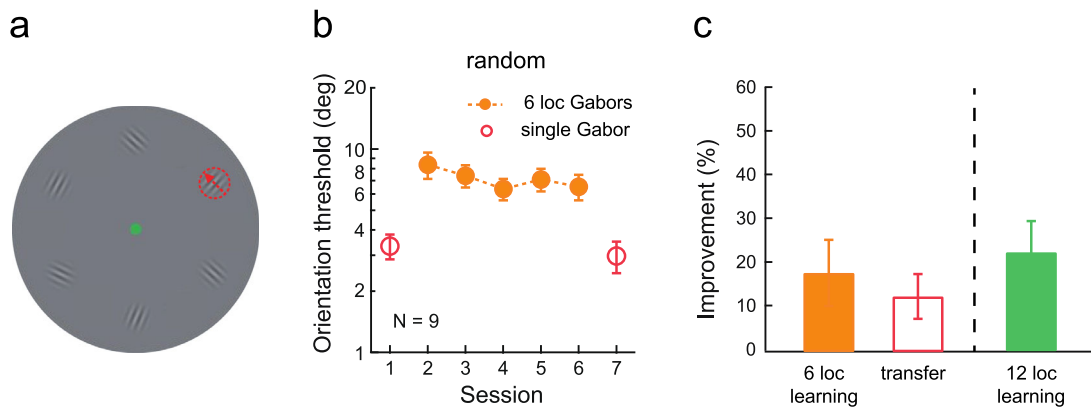 a
b
random
6 loc Gabors
single Gabor
Orientation threshold (deg)
20
10
8
6
4
2
1
N = 9
1 2 3 4 5 6 7
Session
c
Improvement (%)
60
50
40
30
20
10
0
6 loc
learning
transfer
12 loc
learning